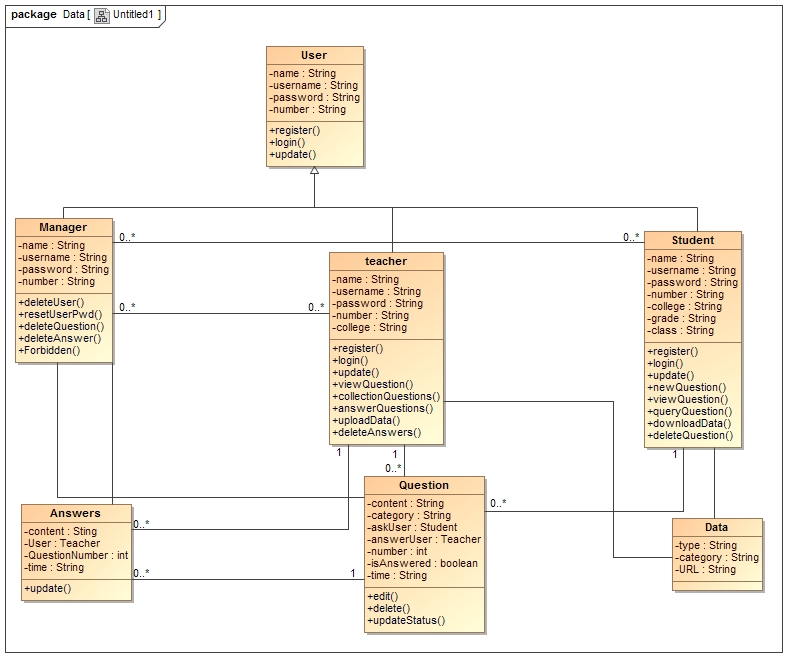 package Data [ Untitled1 ]
User
-name : String
-username : String
-password : String
-number : String
+register()
+login()
+update()
Manager
-name : String
-username : String
-password : String
-number : String
+deleteUser()
+resetUserPwd()
+deleteQuestion()
+deleteAnswer()
+Forbidden()
0..*
0..*
0..*
0..*
teacher
-name : String
-username : String
-password : String
-number : String
-college : String
+register()
+login()
+update()
+viewQuestion()
+collectionQuestions()
+answerQuestions()
+uploadData()
+deleteAnswers()
Student
-name : String
-username : String
-password : String
-number : String
-college : String
-grade : String
-class : String
+register()
+login()
+update()
+newQuestion()
+viewQuestion()
+queryQuestion()
+downloadData()
+deleteQuestion()
1
1
1
0..*
Answers
-content : Sting
-User : Teacher
-QuestionNumber : int
-time : String
+update()
0..*
0..*
1
Question
-content : String
-category : String
-askUser : Student
-answerUser : Teacher
-number : int
-isAnswered : boolean
-time : String
+edit()
+delete()
+updateStatus()
0..*
Data
-type : String
-category : String
-URL : String